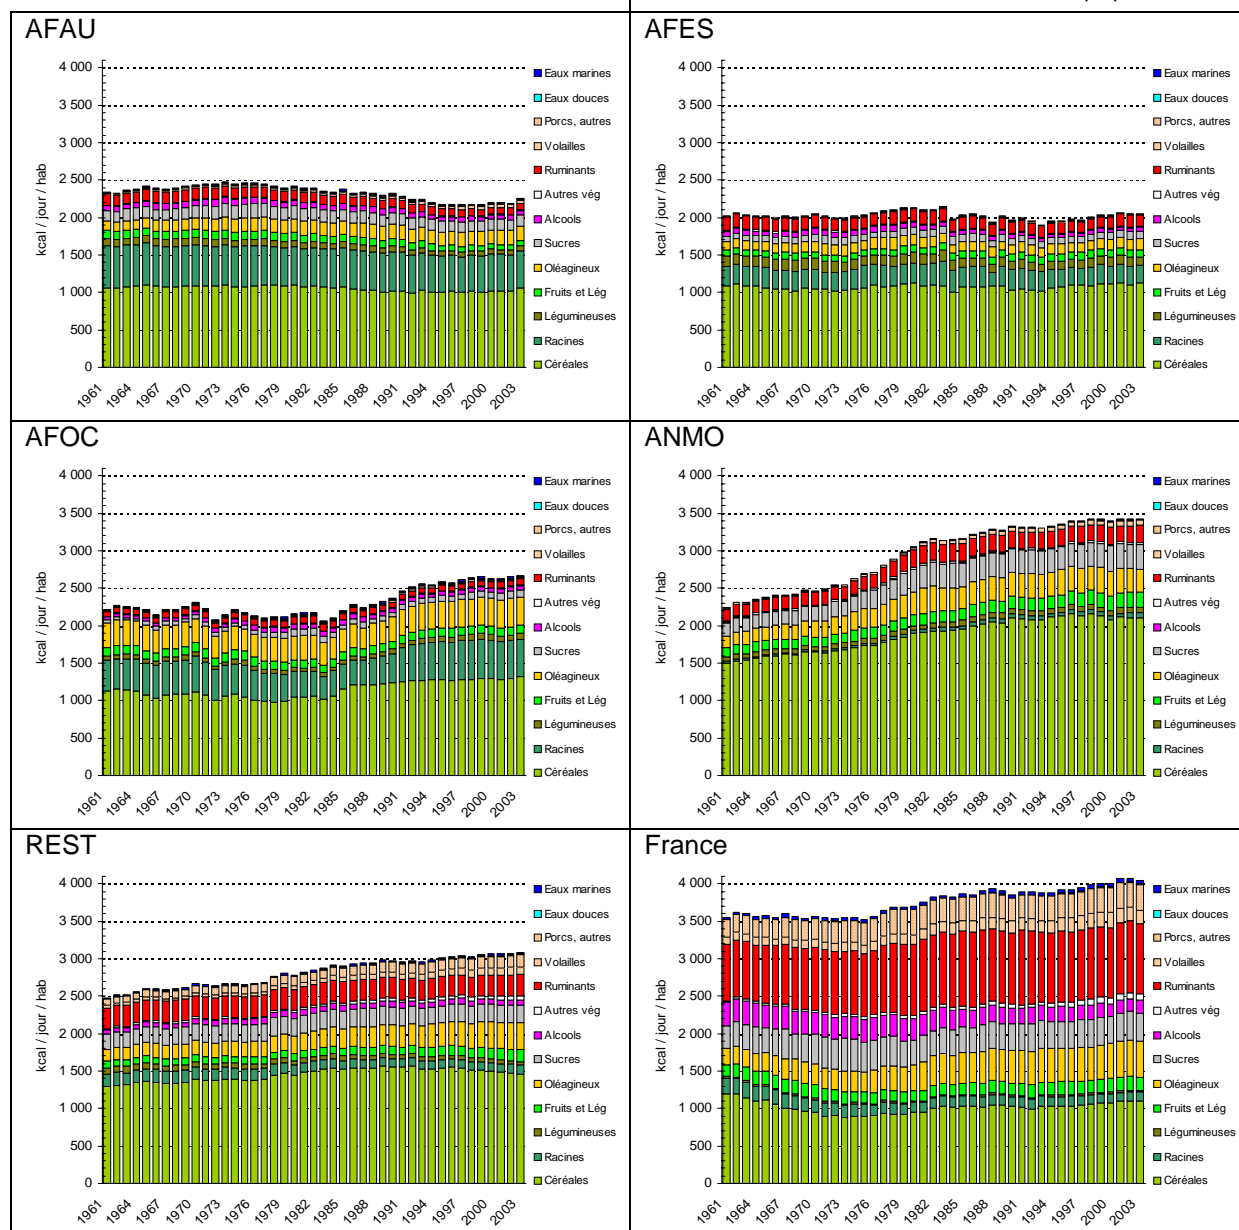 AFAU
4 000
3 500
3 000
2 500
2 000
1 500
1 000
500
0
kcal / jour / hab
1961
1964
1967
1970
1973
1976
1979
1982
1985
1988
1991
1994
1997
2000
2003
Eaux marines
Eaux douces
Porcs, autres
Volailles
Ruminants
Autres vég
Alcools
Sucres
Oléagineux
Fruits et Lég
Légumineuses
Racines
Céréales
AFES
4 000
3 500
3 000
2 500
2 000
1 500
1 000
500
0
kcal / jour / hab
1961
1964
1967
1970
1973
1976
1979
1982
1985
1988
1991
1994
1997
2000
2003
Eaux marines
Eaux douces
Porcs, autres
Volailles
Ruminants
Autres vég
Alcools
Sucres
Oléagineux
Fruits et Lég
Légumineuses
Racines
Céréales
AFOC
4 000
3 500
3 000
2 500
2 000
1 500
1 000
500
0
kcal / jour / hab
1961
1964
1967
1970
1973
1976
1979
1982
1985
1988
1991
1994
1997
2000
2003
Eaux marines
Eaux douces
Porcs, autres
Volailles
Ruminants
Autres vég
Alcools
Sucres
Oléagineux
Fruits et Lég
Légumineuses
Racines
Céréales
ANMO
4 000
3 500
3 000
2 500
2 000
1 500
1 000
500
0
kcal / jour / hab
1961
1964
1967
1970
1973
1976
1979
1982
1985
1988
1991
1994
1997
2000
2003
Eaux marines
Eaux douces
Porcs, autres
Volailles
Ruminants
Autres vég
Alcools
Sucres
Oléagineux
Fruits et Lég
Légumineuses
Racines
Céréales
REST
4 000
3 500
3 000
2 500
2 000
1 500
1 000
500
0
kcal / jour / hab
1961
1964
1967
1970
1973
1976
1979
1982
1985
1988
1991
1994
1997
2000
2003
Eaux marines
Eaux douces
Porcs, autres
Volailles
Ruminants
Autres vég
Alcools
Sucres
Oléagineux
Fruits et Lég
Légumineuses
Racines
Céréales
France
4 000
3 500
3 000
2 500
2 000
1 500
1 000
500
0
kcal / jour / hab
1961
1964
1967
1970
1973
1976
1979
1982
1985
1988
1991
1994
1997
2000
2003
Eaux marines
Eaux douces
Porcs, autres
Volailles
Ruminants
Autres vég
Alcools
Sucres
Oléagineux
Fruits et Lég
Légumineuses
Racines
Céréales